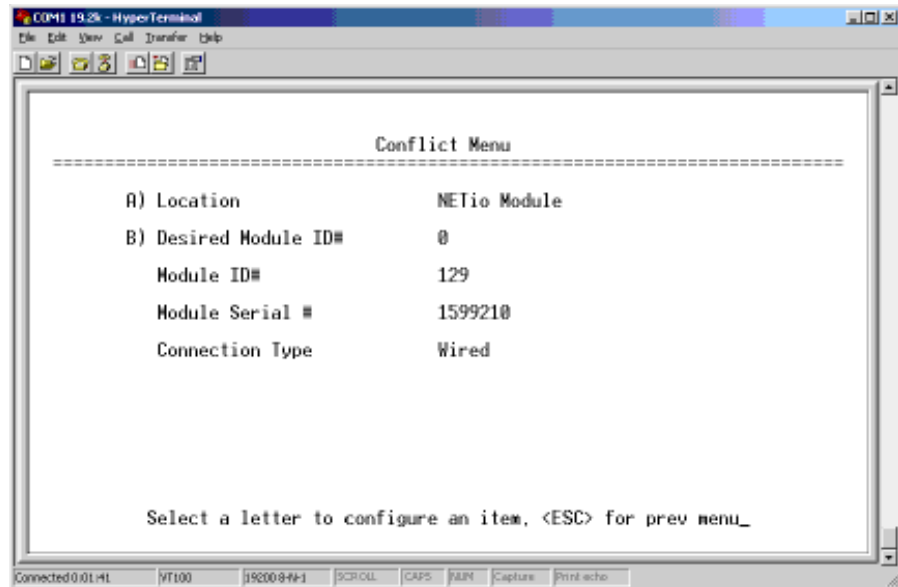 COM1 19.2k - HyperTerminal
File Edit View Call Transfer Help
Conflict Menu
================================================================================
A) Location NETio Module
B) Desired Module ID# 0
Module ID# 129
Module Serial # 1599210
Connection Type Wired
Select a letter to configure an item, <ESC> for prev menu_
Connected 0:01:41 VT100 19200 8-N-1 SCROLL CAPS NUM Capture Print echo